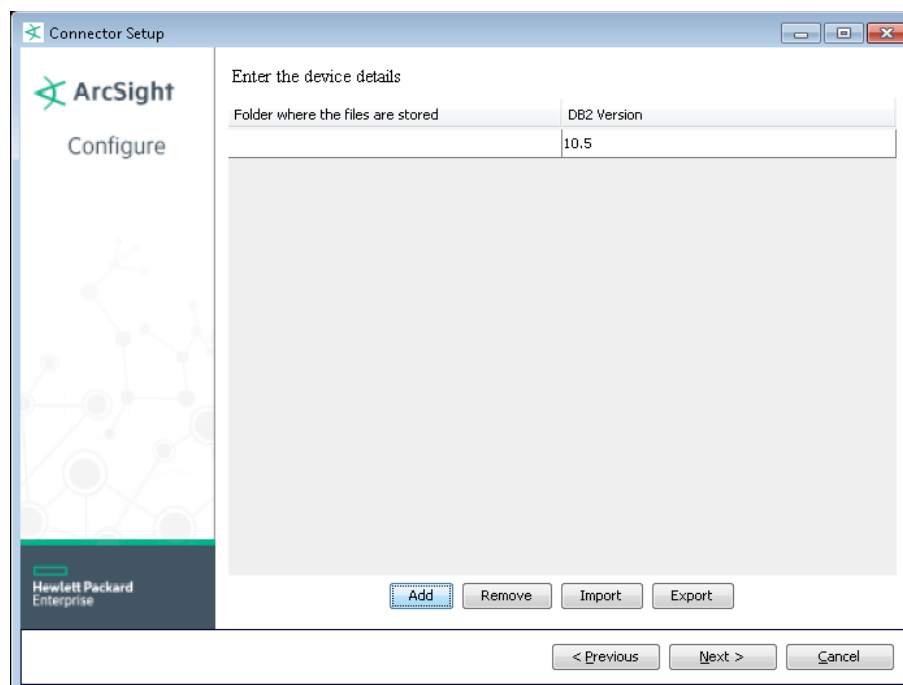 Connector Setup
ArcSight
Configure
Enter the device details
Folder where the files are stored DB2 Version
10.5
Hewlett Packard
Enterprise
Add Remove Import Export
< Previous Next > Cancel